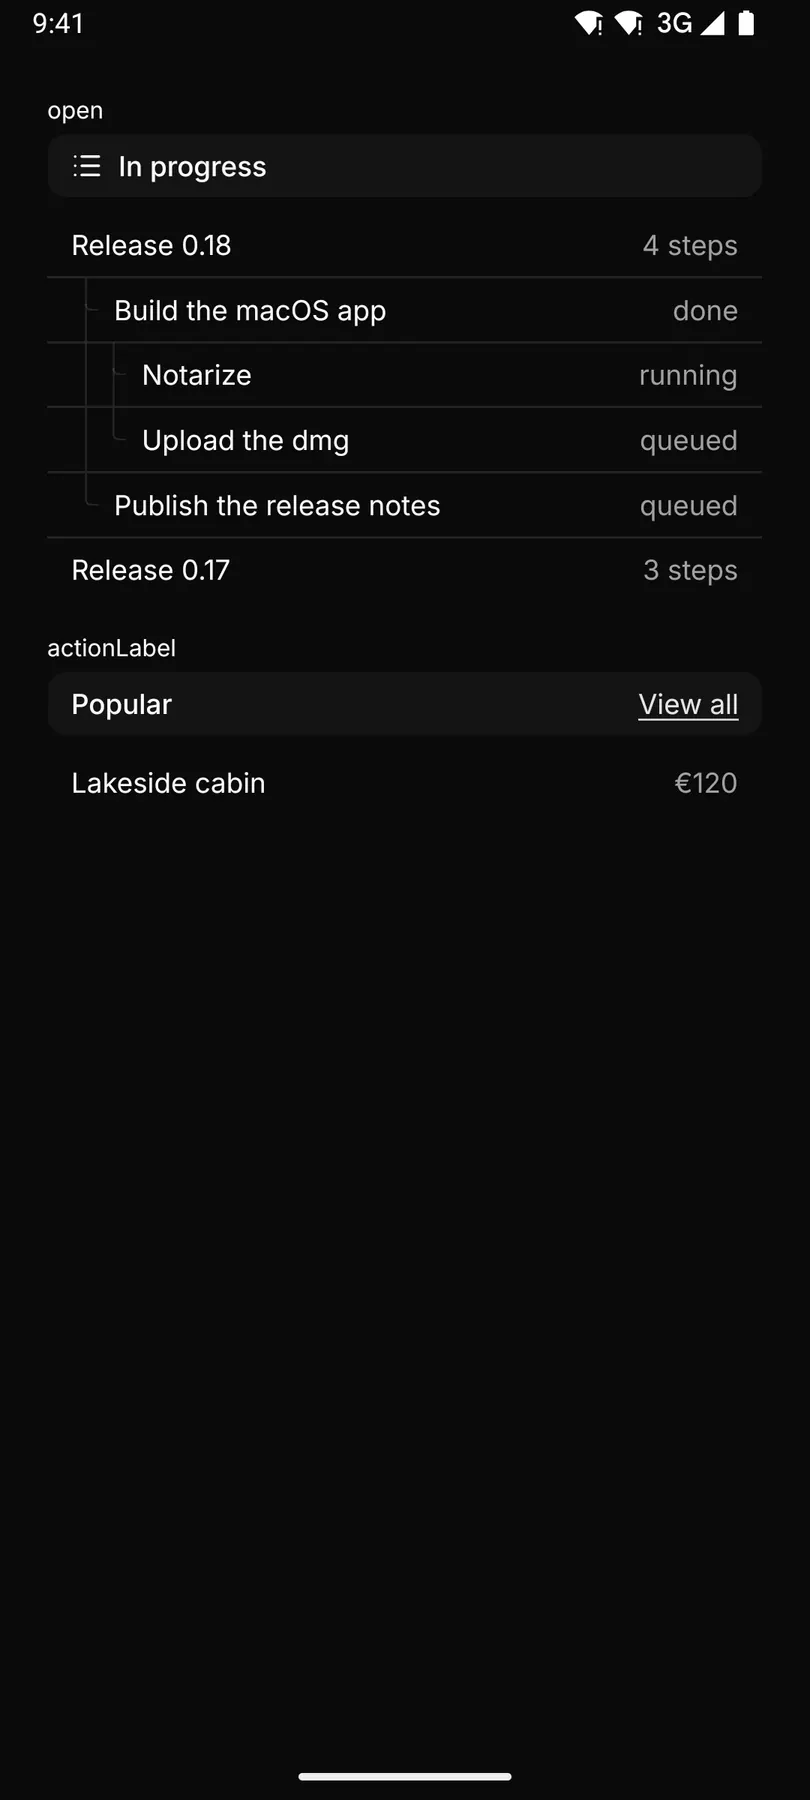 9:41 3G
open
In progress
Release 0.18 4 steps
Build the macOS app done
Notarize running
Upload the dmg queued
Publish the release notes queued
Release 0.17 3 steps
actionLabel
Popular View all
Lakeside cabin €120